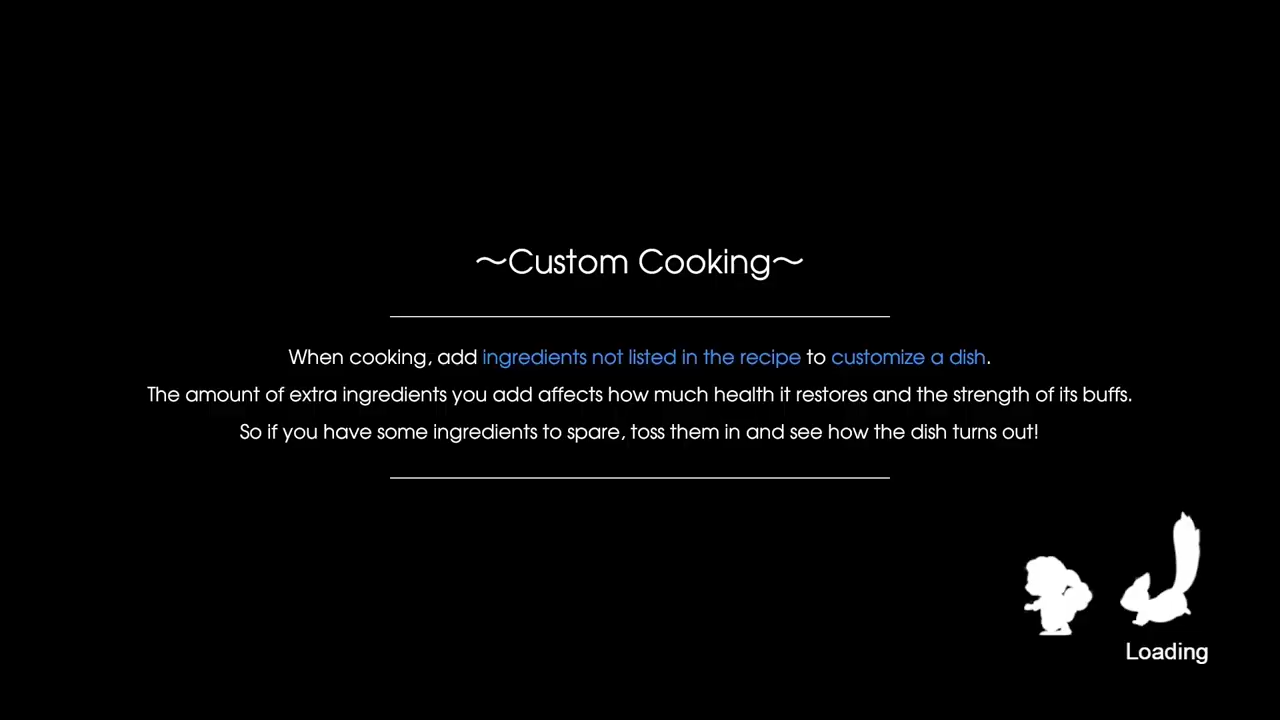 ～Custom Cooking～
When cooking, add ingredients not listed in the recipe to customize a dish.
The amount of extra ingredients you add affects how much health it restores and the strength of its buffs.
So if you have some ingredients to spare, toss them in and see how the dish turns out!
Loading